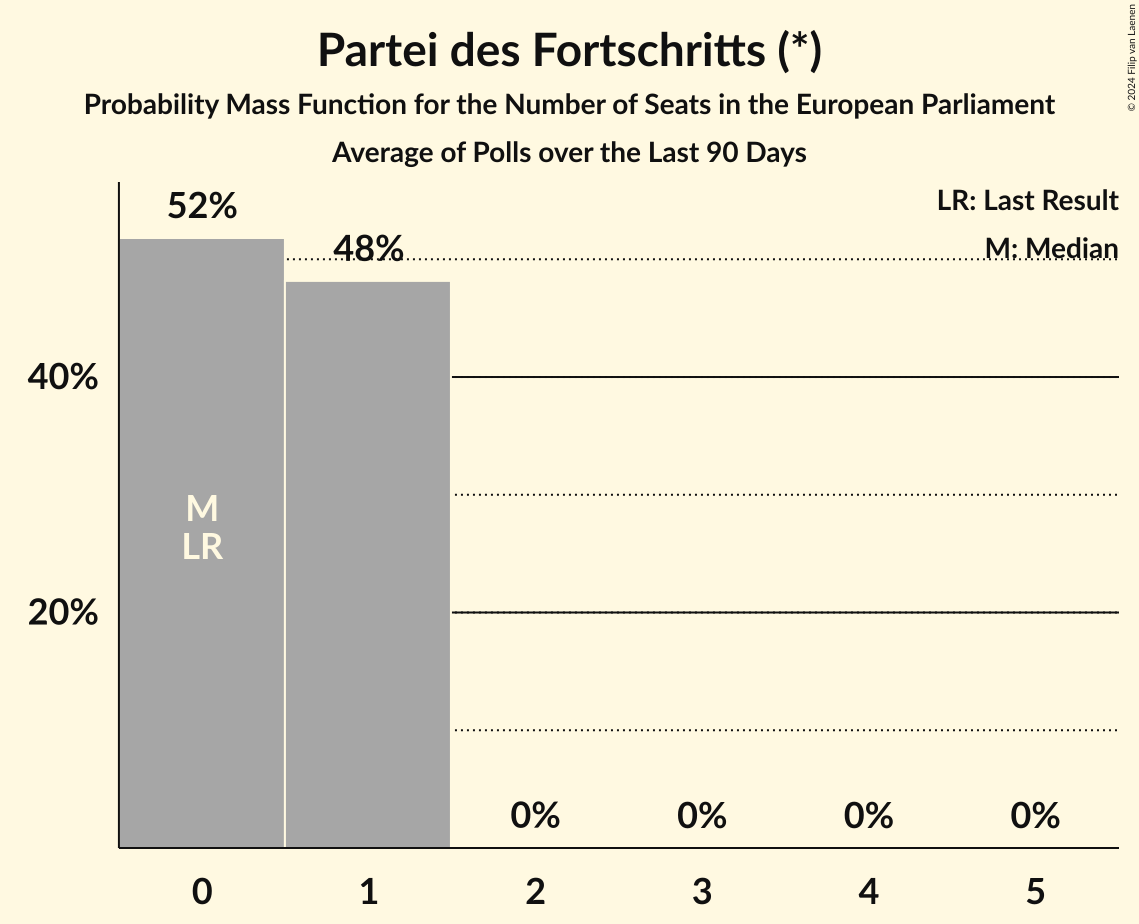 Partei des Fortschritts (*)
Probability Mass Function for the Number of Seats in the European Parliament
Average of Polls over the Last 90 Days
© 2024 Filip van Laenen
LR: Last Result
M: Median
52%
48%
40%
20%
M
LR
0%
0%
0%
0%
0
1
2
3
4
5